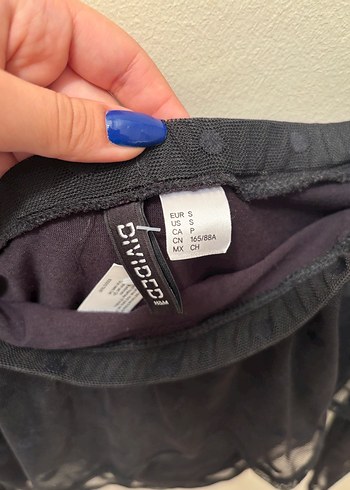 EUR S
US S
CA P
CN 165/88A
MX CH
DIVIDED
H&M